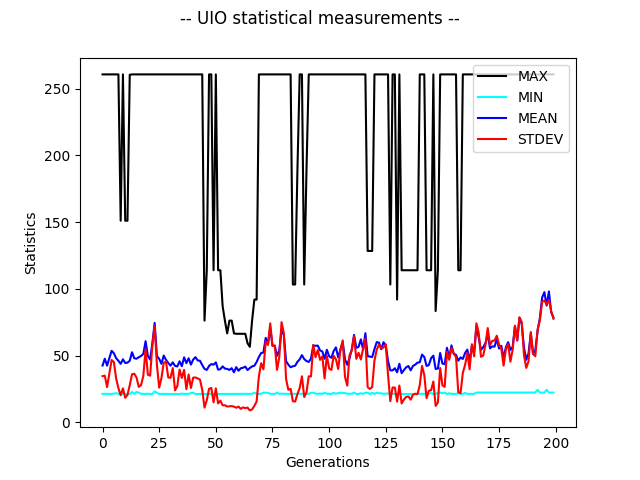 -- UIO statistical measurements --
250
200
150
100
50
0
Statistics
MAX
MIN
MEAN
STDEV
0 25 50 75 100 125 150 175 200
Generations